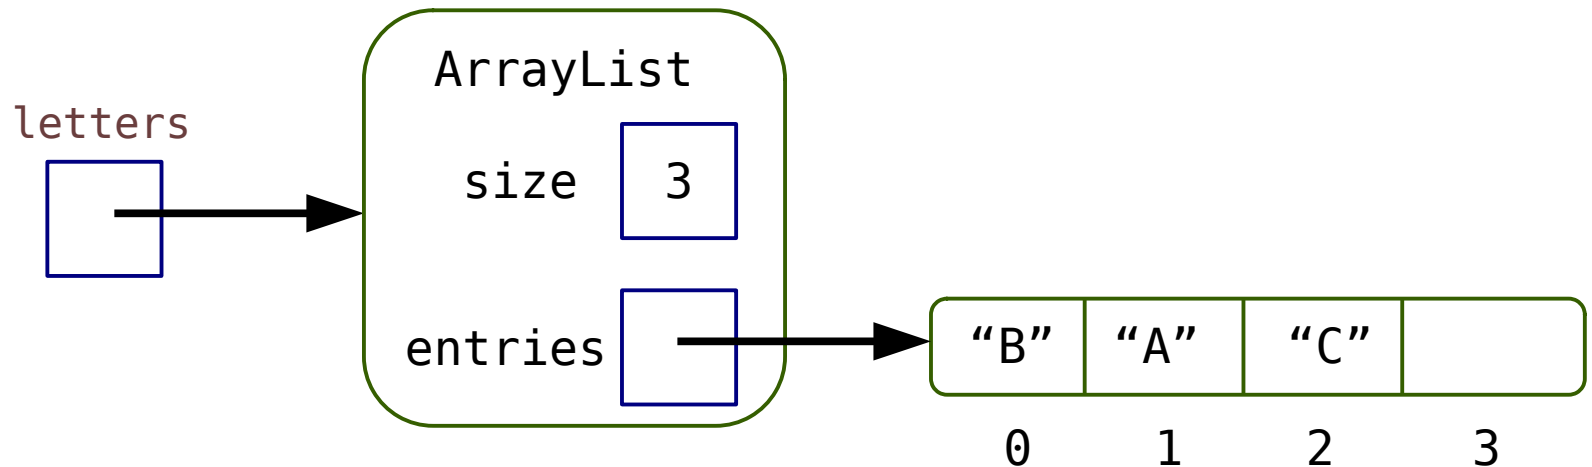 ArrayList
letters
size 3
entries
“B” “A” “C”
0 1 2 3